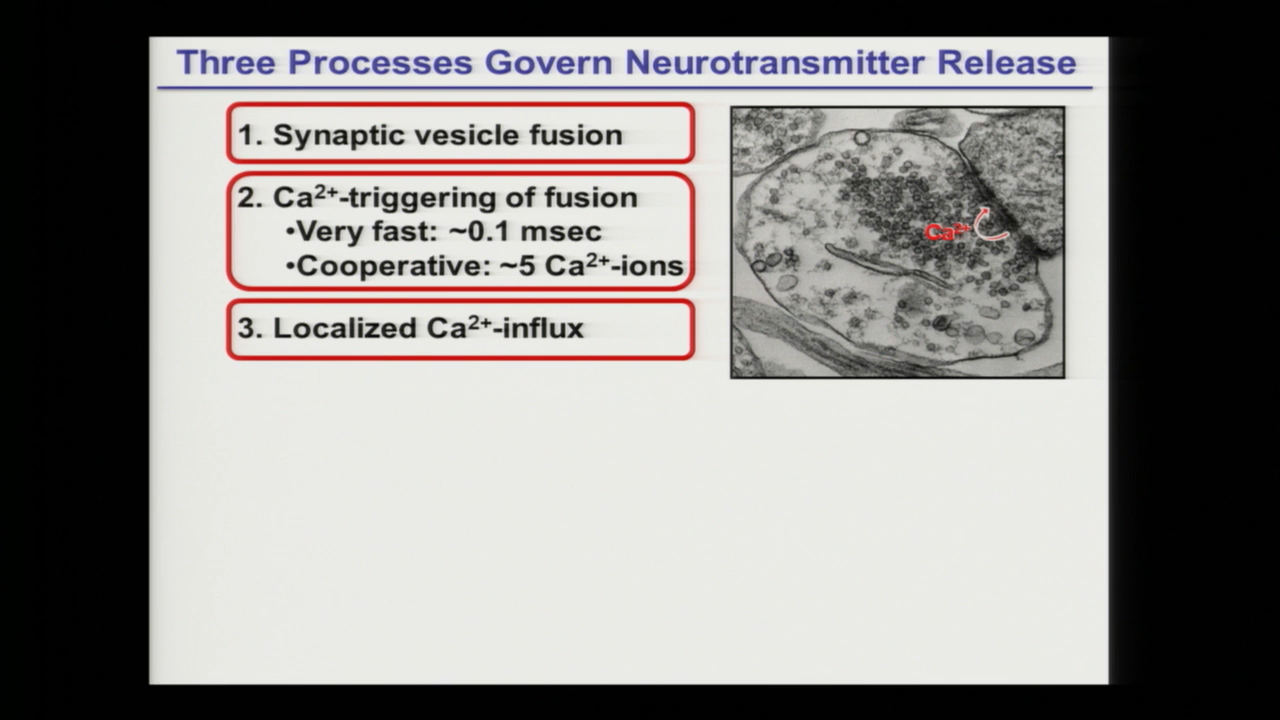 Three Processes Govern Neurotransmitter Release
1. Synaptic vesicle fusion
2. Ca²⁺-triggering of fusion
•Very fast: ~0.1 msec
•Cooperative: ~5 Ca²⁺-ions
3. Localized Ca²⁺-influx
Ca²⁺